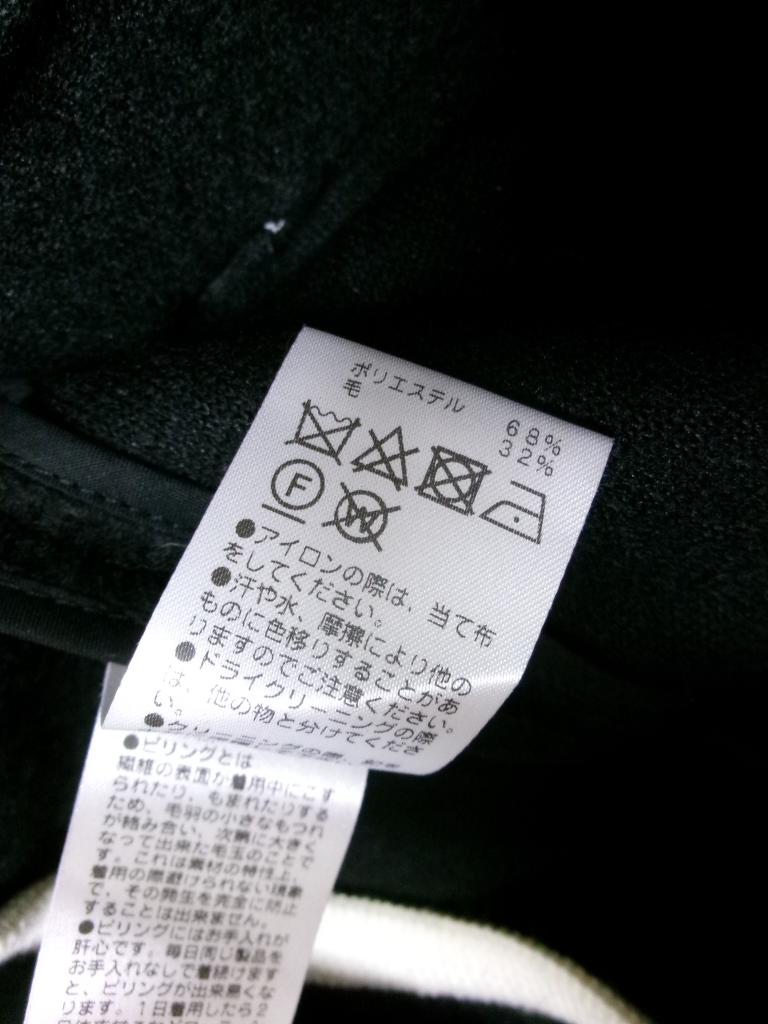 ポリエステル 68%
毛 32%
F
W
●アイロンの際は、当て布
をしてください。
●汗や水、摩擦により他の
ものに色移りすることがあ
りますのでご注意ください。
●ドライクリーニングの際
は、他の物と分けてくださ
い。
●クリーニングの際、
●ピリングとは
繊維の表面が着用中にこす
られたり、もまれたりする
ため、毛羽の小さなもつれ
が絡み合い、次第に大きく
なって出来た毛玉のことで
す。これは素材の特性上、
着用の際避けられない現象
で、その発生を完全に防止
することは出来ません。
●ピリングにはお手入れが
肝心です。毎日同じ製品を
お手入れなしで着続けます
と、ピリングが出来易くな
ります。1日着用したら2